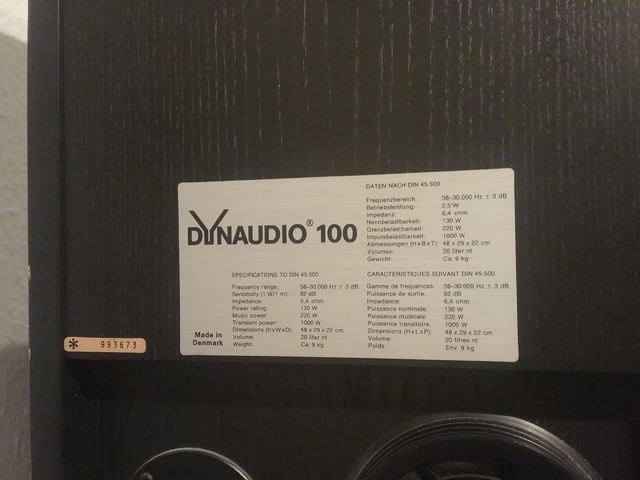 DYNAUDIO® 100
DATEN NACH DIN 45.500
Frequenzbereich: 38-30.000 Hz ± 3 dB
Betriebsleistung: 2,5 W
Impedanz: 6,4 ohm
Nennbelastbarkeit: 130 W
Grenzbelastbarkeit: 220 W
Impulsbelastbarkeit: 1000 W
Abmessungen (HxBxT): 48 x 29 x 22 cm
Volumen: 20 liter nt
Gewicht: Ca. 9 kg
SPECIFICATIONS TO DIN 45.500
Frequency range: 38-30.000 Hz ± 3 dB
Sensitivity (1 W/1 m): 92 dB
Impedance: 6,4 ohm
Power rating: 130 W
Music power: 220 W
Transient power: 1000 W
Dimensions (HxWxD): 48 x 29 x 22 cm
Volume: 20 liter nt
Weight: Ca. 9 kg
CARACTERISTIQUES SUIVANT DIN 45.500
Gamme de frequences: 38-30.000 Hz ± 3 dB
Puissance de sortie: 92 dB
Impedance: 6,4 ohm
Puissance nominale: 130 W
Puissance musicale: 220 W
Puissance transitoire: 1000 W
Dimensions (HxLxP): 48 x 29 x 22 cm
Volume: 20 litres nt
Poids: Env. 9 kg
Made in
Denmark
* 993673